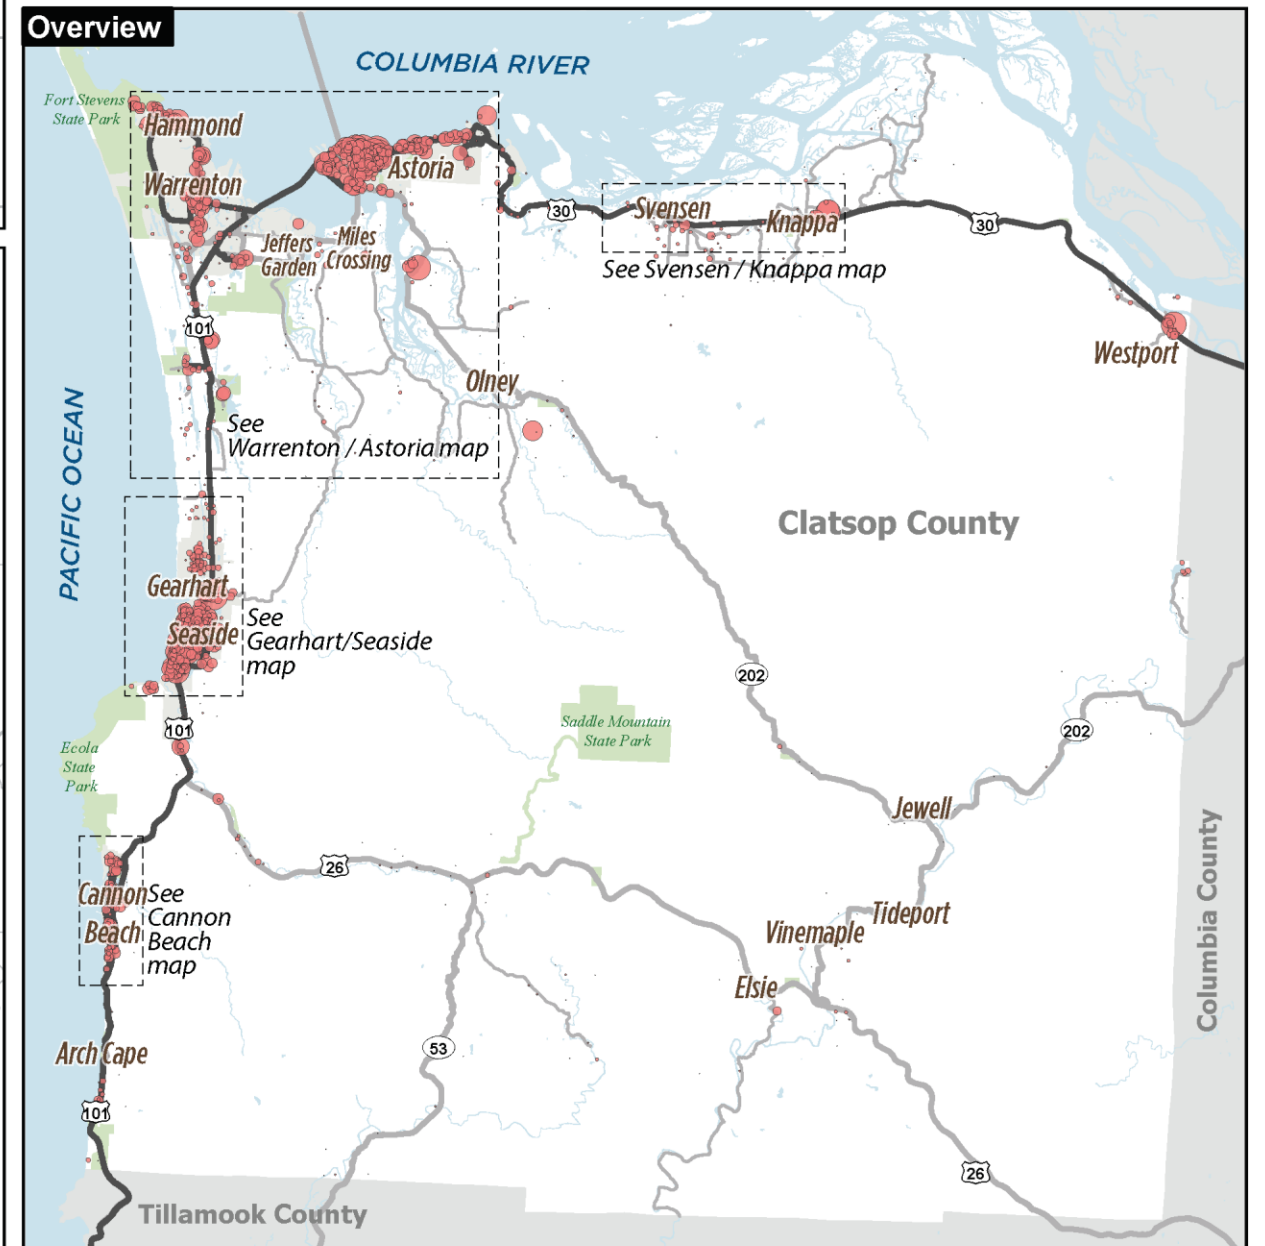 Overview
COLUMBIA RIVER
Fort Stevens
State Park
Hammond
Astoria
Warrenton
30
Svensen
Knappa
30
Jeffers
Garden
Miles
Crossing
See Svensen / Knappa map
101
Westport
Olney
See
Warrenton / Astoria map
PACIFIC OCEAN
Clatsop County
Gearhart
Seaside
See
Gearhart/Seaside
map
202
Saddle Mountain
State Park
101
202
Ecola
State
Park
Jewell
26
Cannon
Beach
See
Cannon
Beach
map
Tideport
Vinemaple
Columbia County
Elsie
Arch Cape
53
101
26
Tillamook County